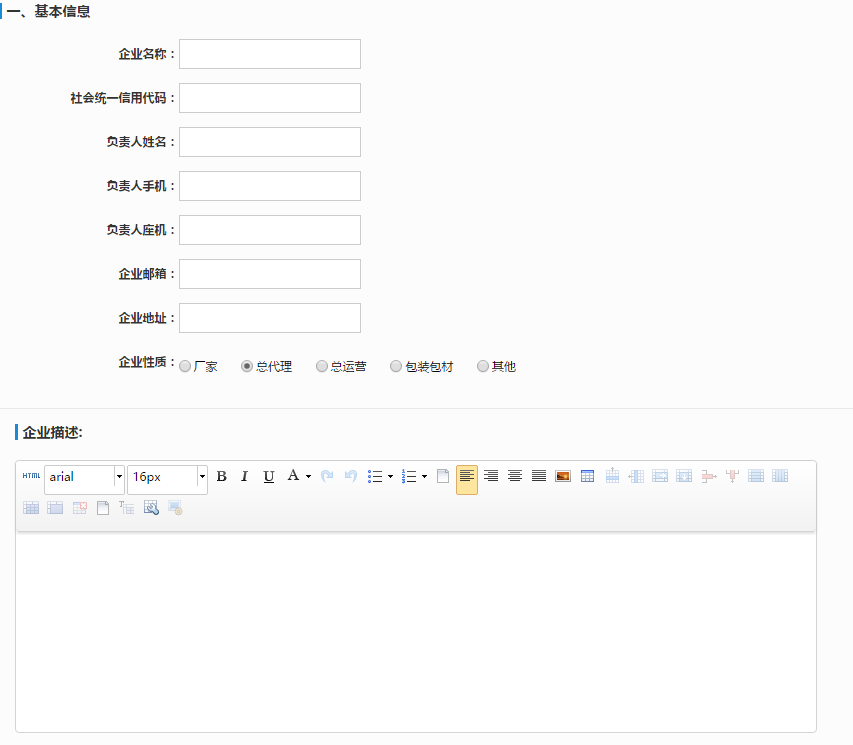 一、基本信息
企业名称：
社会统一信用代码：
负责人姓名：
负责人手机：
负责人座机：
企业邮箱：
企业地址：
企业性质： 厂家 总代理 总运营 包装包材 其他
企业描述:
HTML arial 16px B I U A